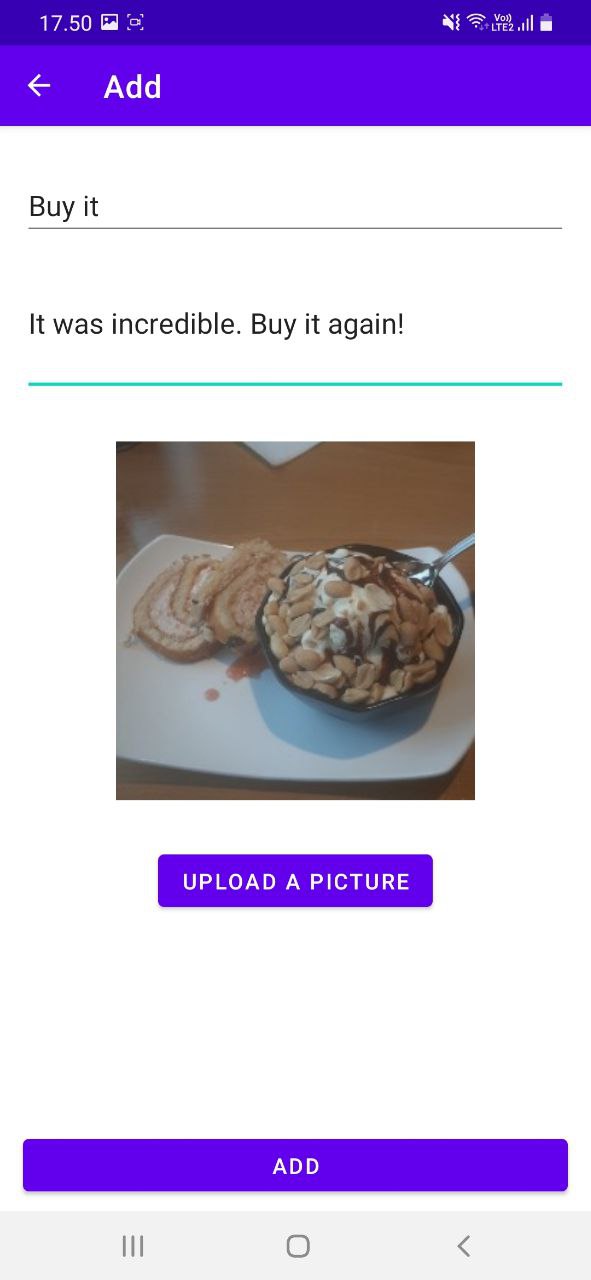 17.50
Vo)) LTE2
Add
Buy it
It was incredible. Buy it again!
UPLOAD A PICTURE
ADD